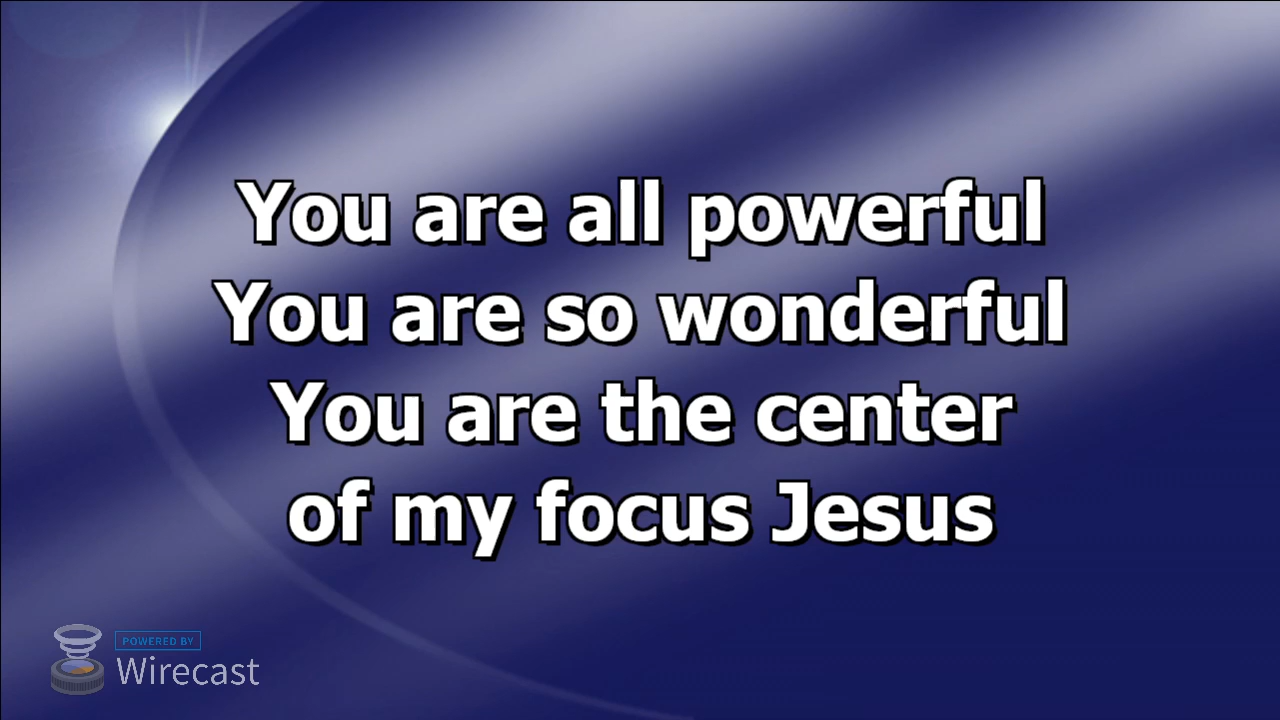 You are all powerful
You are so wonderful
You are the center
of my focus Jesus
POWERED BY
Wirecast